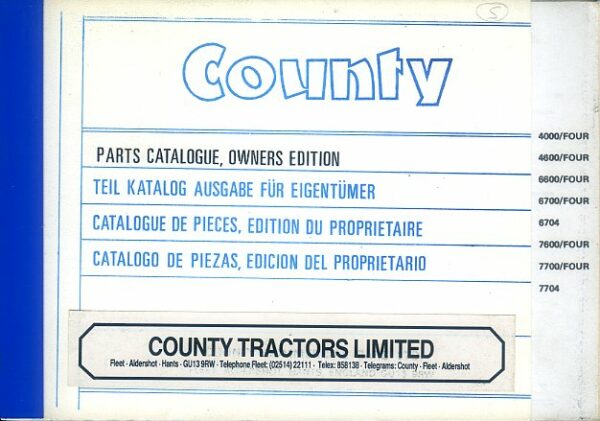 5
County
PARTS CATALOGUE, OWNERS EDITION
TEIL KATALOG AUSGABE FÜR EIGENTÜMER
CATALOGUE DE PIECES, EDITION DU PROPRIETAIRE
CATALOGO DE PIEZAS, EDICION DEL PROPRIETARIO
4000/FOUR
4600/FOUR
6600/FOUR
6700/FOUR
6704
7600/FOUR
7700/FOUR
7704
COUNTY TRACTORS LIMITED
Fleet · Aldershot · Hants · GU13 9RW · Telephone Fleet: (02514) 22111 · Telex: 858138 · Telegrams: County · Fleet · Aldershot